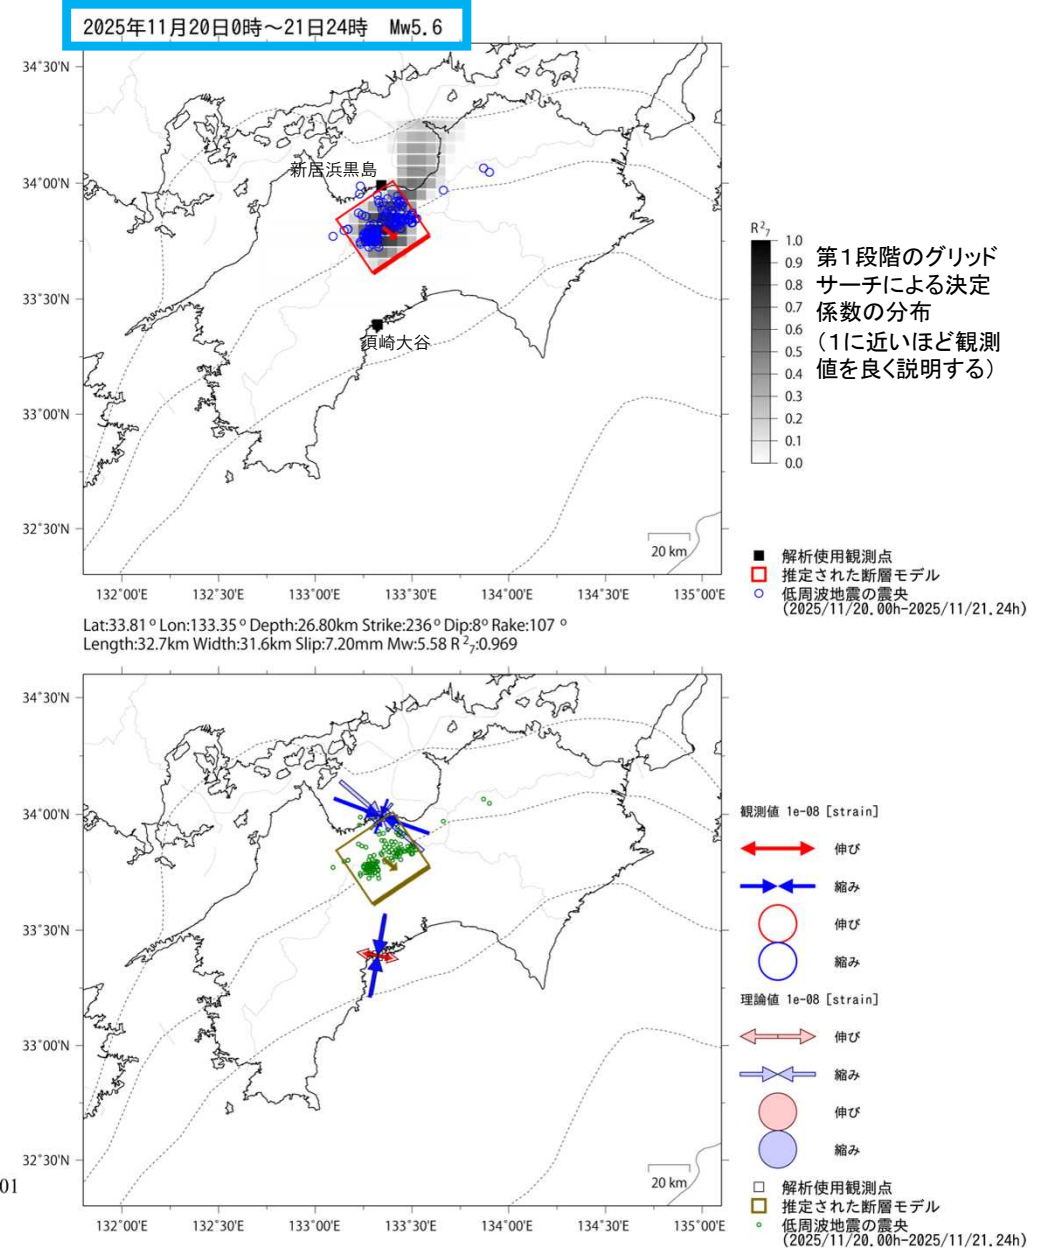 2025年11月20日0時～21日24時　Mw5.6
34°30'N
34°00'N
33°30'N
33°00'N
32°30'N
新居浜黒島
須崎大谷
20 km
132°00'E
132°30'E
133°00'E
133°30'E
134°00'E
134°30'E
135°00'E
R²₇
1.0
0.9
0.8
0.7
0.6
0.5
0.4
0.3
0.2
0.1
0.0
第１段階のグリッド
サーチによる決定
係数の分布
（１に近いほど観測
値を良く説明する）
解析使用観測点
推定された断層モデル
低周波地震の震央
(2025/11/20.00h-2025/11/21.24h)
Lat:33.81° Lon:133.35° Depth:26.80km Strike:236° Dip:8° Rake:107 °
Length:32.7km Width:31.6km Slip:7.20mm Mw:5.58 R²₇:0.969
34°30'N
34°00'N
33°30'N
33°00'N
32°30'N
20 km
132°00'E
132°30'E
133°00'E
133°30'E
134°00'E
134°30'E
135°00'E
01
観測値 1e-08 [strain]
伸び
縮み
伸び
縮み
理論値 1e-08 [strain]
伸び
縮み
伸び
縮み
解析使用観測点
推定された断層モデル
低周波地震の震央
(2025/11/20.00h-2025/11/21.24h)